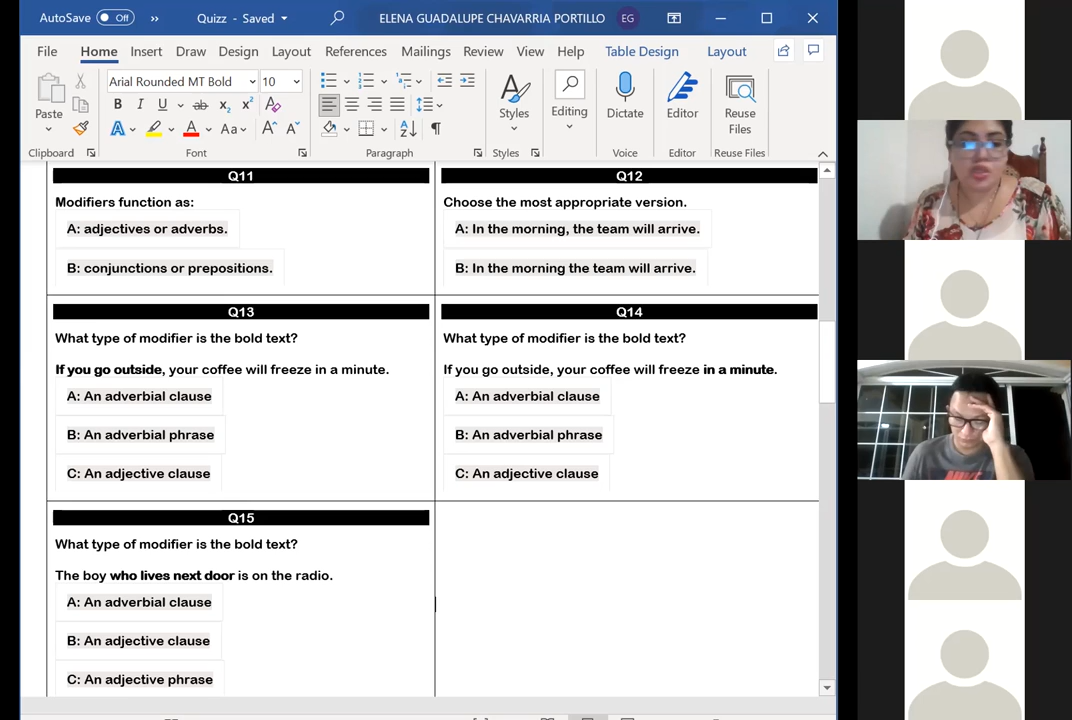 AutoSave Off » Quizz - Saved ELENA GUADALUPE CHAVARRIA PORTILLO EG
File Home Insert Draw Design Layout References Mailings Review View Help Table Design Layout
Arial Rounded MT Bold 10
B I U ab x₂ x² A
A A Aa A A
Paste Styles Editing Dictate Editor Reuse Files
Clipboard Font Paragraph Styles Voice Editor Reuse Files
Q11
Modifiers function as:
A: adjectives or adverbs.
B: conjunctions or prepositions.
Q12
Choose the most appropriate version.
A: In the morning, the team will arrive.
B: In the morning the team will arrive.
Q13
What type of modifier is the bold text?
If you go outside, your coffee will freeze in a minute.
A: An adverbial clause
B: An adverbial phrase
C: An adjective clause
Q14
What type of modifier is the bold text?
If you go outside, your coffee will freeze in a minute.
A: An adverbial clause
B: An adverbial phrase
C: An adjective clause
Q15
What type of modifier is the bold text?
The boy who lives next door is on the radio.
A: An adverbial clause
B: An adjective clause
C: An adjective phrase
NIKE